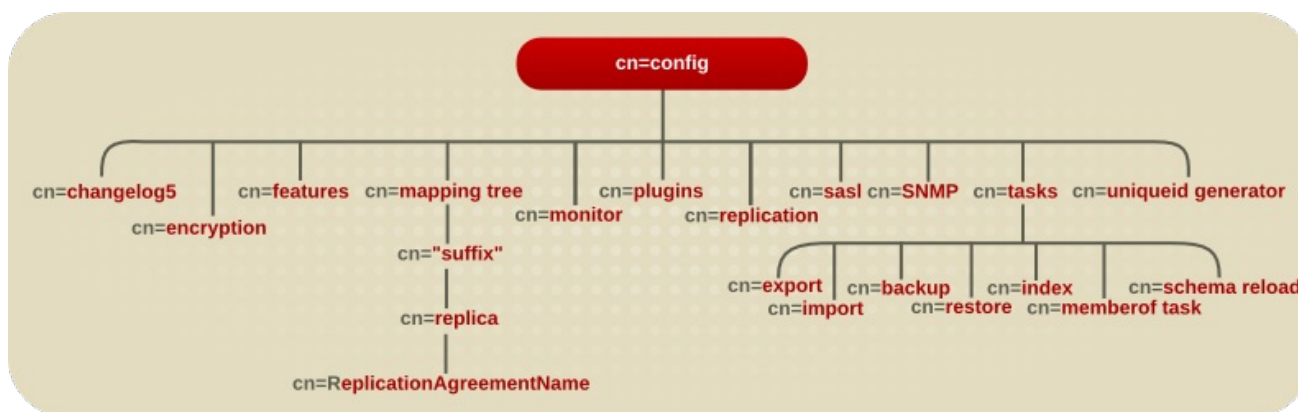 cn=config
cn=changelog5
cn=encryption
cn=features
cn=mapping tree
cn=monitor
cn=plugins
cn=replication
cn=sasl
cn=SNMP
cn=tasks
cn=uniqueid generator
cn="suffix"
cn=replica
cn=ReplicationAgreementName
cn=export
cn=import
cn=backup
cn=restore
cn=index
cn=memberof task
cn=schema reload